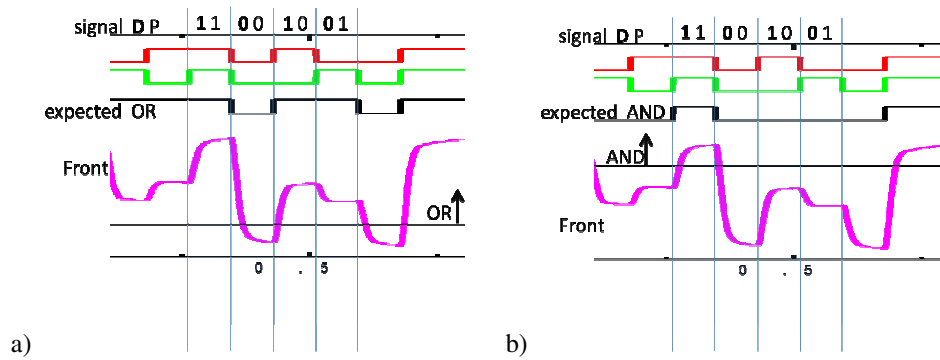 signal D P 11 00 10 01
expected OR
Front
OR
0 . 5
a)
signal D P 11 00 10 01
expected AND
AND
Front
0 . 5
b)